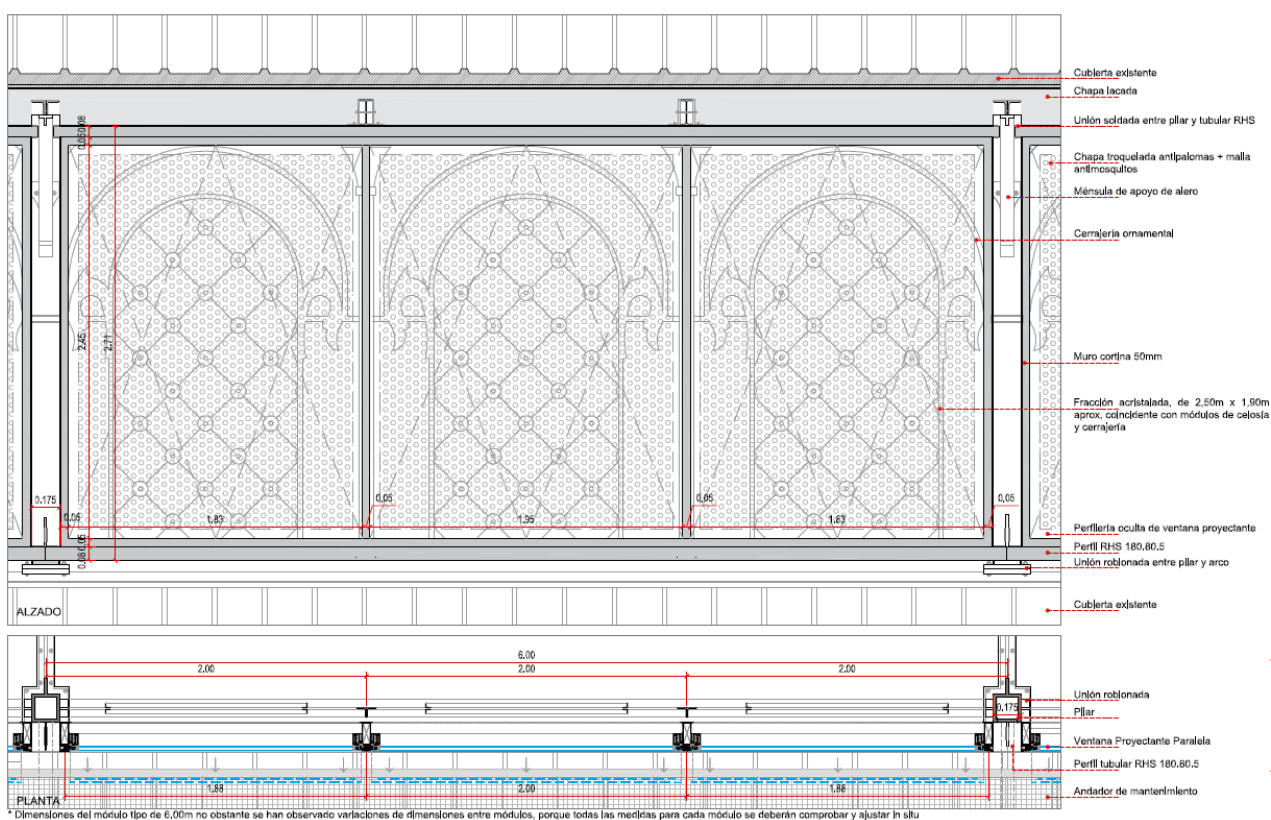 Cubierta existente
Chapa lacada
Unión soldada entre pilar y tubular RHS
Chapa troquelada antipalomas + malla
antimosquitos
Ménsula de apoyo de alero
Cerrajería ornamental
Muro cortina 50mm
Fracción acristalada, de 2,50m x 1,90m
aprox, coincidente con módulos de celosía
y cerrajería
Perfilería oculta de ventana proyectante
Perfil RHS 180.80.5
Unión roblonada entre pilar y arco
Cubierta existente
0.05 0.08
2.45
2.71
0.175
0.05
1.83
0,05
1.95
0,05
1.83
0,05
0.08 0.05
ALZADO
6.00
2.00
2.00
2.00
0.175
Unión roblonada
Pilar
Ventana Proyectante Paralela
Perfil tubular RHS 180.80.5
Andador de mantenimiento
1.88
2.00
1.88
PLANTA
* Dimensiones del módulo tipo de 6,00m no obstante se han observado variaciones de dimensiones entre módulos, porque todas las medidas para cada módulo se deberán comprobar y ajustar in situ